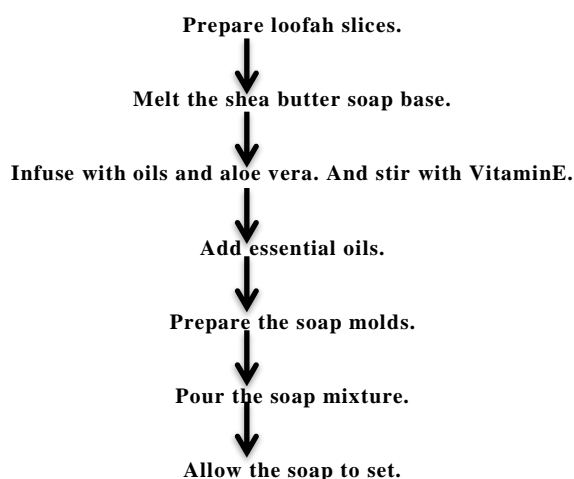 Prepare loofah slices.
Melt the shea butter soap base.
Infuse with oils and aloe vera. And stir with VitaminE.
Add essential oils.
Prepare the soap molds.
Pour the soap mixture.
Allow the soap to set.